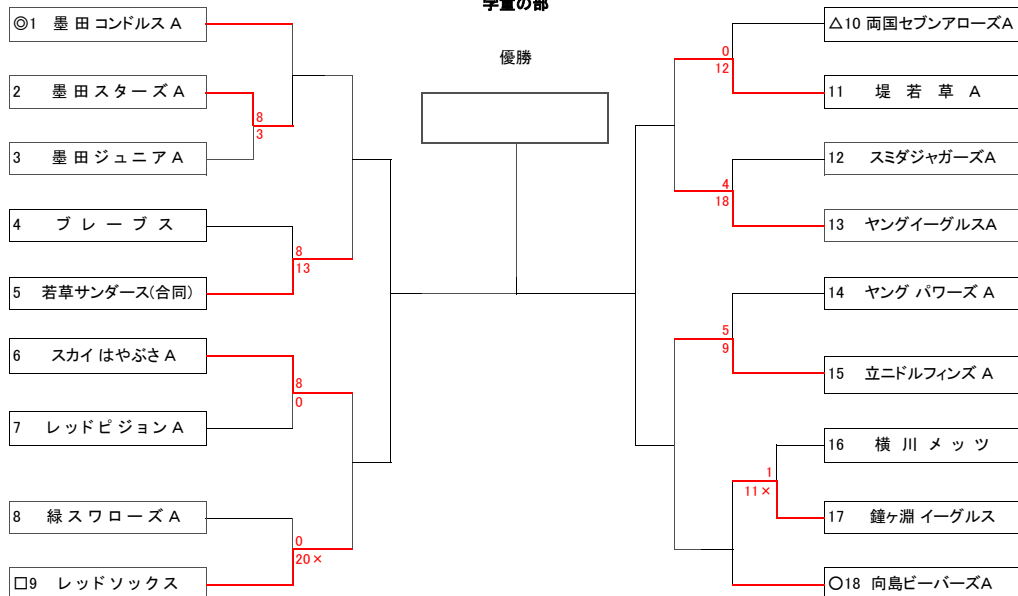 学童の部
優勝
◎1 墨田コンドルスA
2 墨田スターズA
8
3
3 墨田ジュニアA
4 ブレーブス
8
13
5 若草サンダース(合同)
6 スカイはやぶさA
8
0
7 レッドピジョンA
8 緑スワローズA
0
20×
□9 レッドソックス
△10 両国セブンアローズA
0
12
11 堤若草A
12 スミダジャガーズA
4
18
13 ヤングイーグルスA
14 ヤング パワーズ A
5
9
15 立ニドルフィンズ A
16 横川メッツ
1
11×
17 鐘ヶ淵 イーグルス
○18 向島ビーバーズA